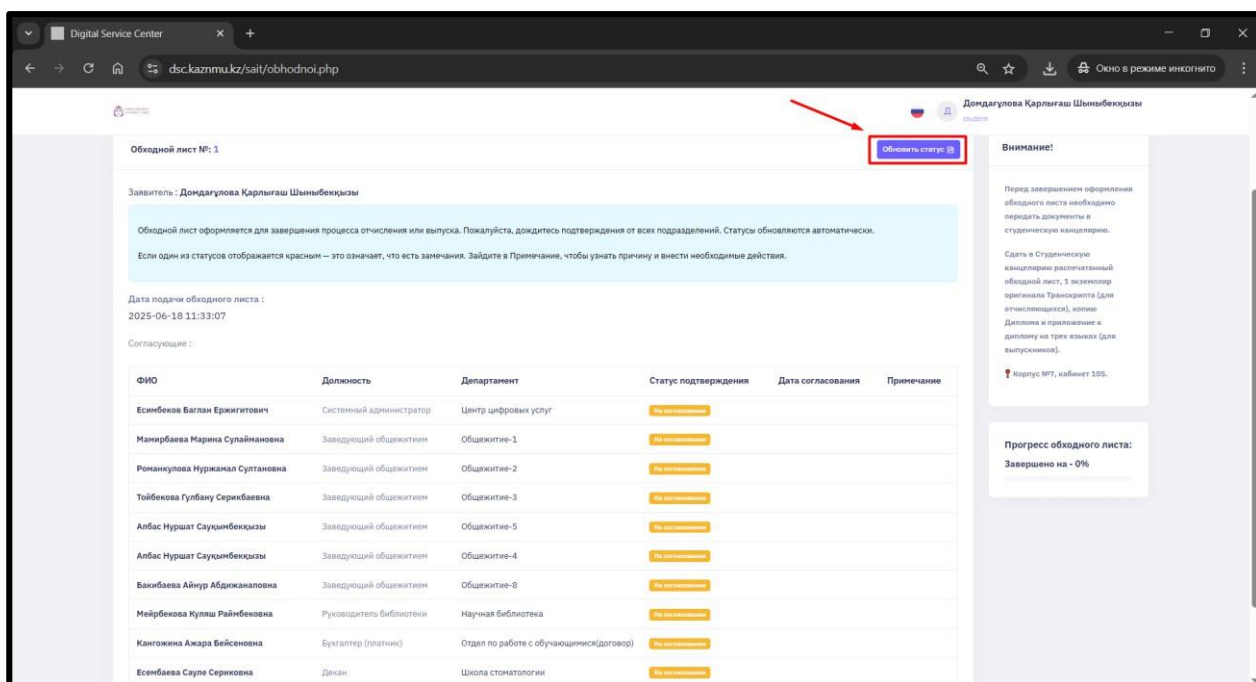 Digital Service Center
dsc.kaznmu.kz/sait/obhodnoi.php
Окно в режиме инкогнито
Д
Домдағұлова Қарлығаш Шыныбекқызы
student
Обходной лист №: 1
Обновить статус
Заявитель : Домдағұлова Қарлығаш Шыныбекқызы
Обходной лист оформляется для завершения процесса отчисления или выпуска. Пожалуйста, дождитесь подтверждения от всех подразделений. Статусы обновляются автоматически.
Если один из статусов отображается красным — это означает, что есть замечания. Зайдите в Примечание, чтобы узнать причину и внести необходимые действия.
Дата подачи обходного листа :
2025-06-18 11:33:07
Согласующие :
ФИО Должность Департамент Статус подтверждения Дата согласования Примечание
Есимбеков Баглан Ержигитович Системный администратор Центр цифровых услуг На согласовании
Мамирбаева Марина Сулаймановна Заведующий общежитием Общежитие-1 На согласовании
Романкулова Нуржамал Султановна Заведующий общежитием Общежитие-2 На согласовании
Тойбекова Гулбану Серикбаевна Заведующий общежитием Общежитие-3 На согласовании
Апбас Нуршат Сауқымбекқызы Заведующий общежитием Общежитие-5 На согласовании
Апбас Нуршат Сауқымбекқызы Заведующий общежитием Общежитие-4 На согласовании
Бакибаева Айнур Абдижанаповна Заведующий общежитием Общежитие-8 На согласовании
Мейрбекова Куляш Раймбековна Руководитель библиотеки Научная библиотека На согласовании
Кангожина Ажара Бейсеновна Бухгалтер (платник) Отдел по работе с обучающимися(договор) На согласовании
Есембаева Сауле Сериковна Декан Школа стоматологии На согласовании
Внимание!
Перед завершением оформления
обходного листа необходимо
передать документы в
студенческую канцелярию.
Сдать в Студенческую
канцелярию распечатанный
обходной лист, 1 экземпляр
оригинала Транскрипта (для
отчисляющихся), копию
Диплома и приложение к
диплому на трех языках (для
выпускников).
Корпус №7, кабинет 105.
Прогресс обходного листа:
Завершено на - 0%